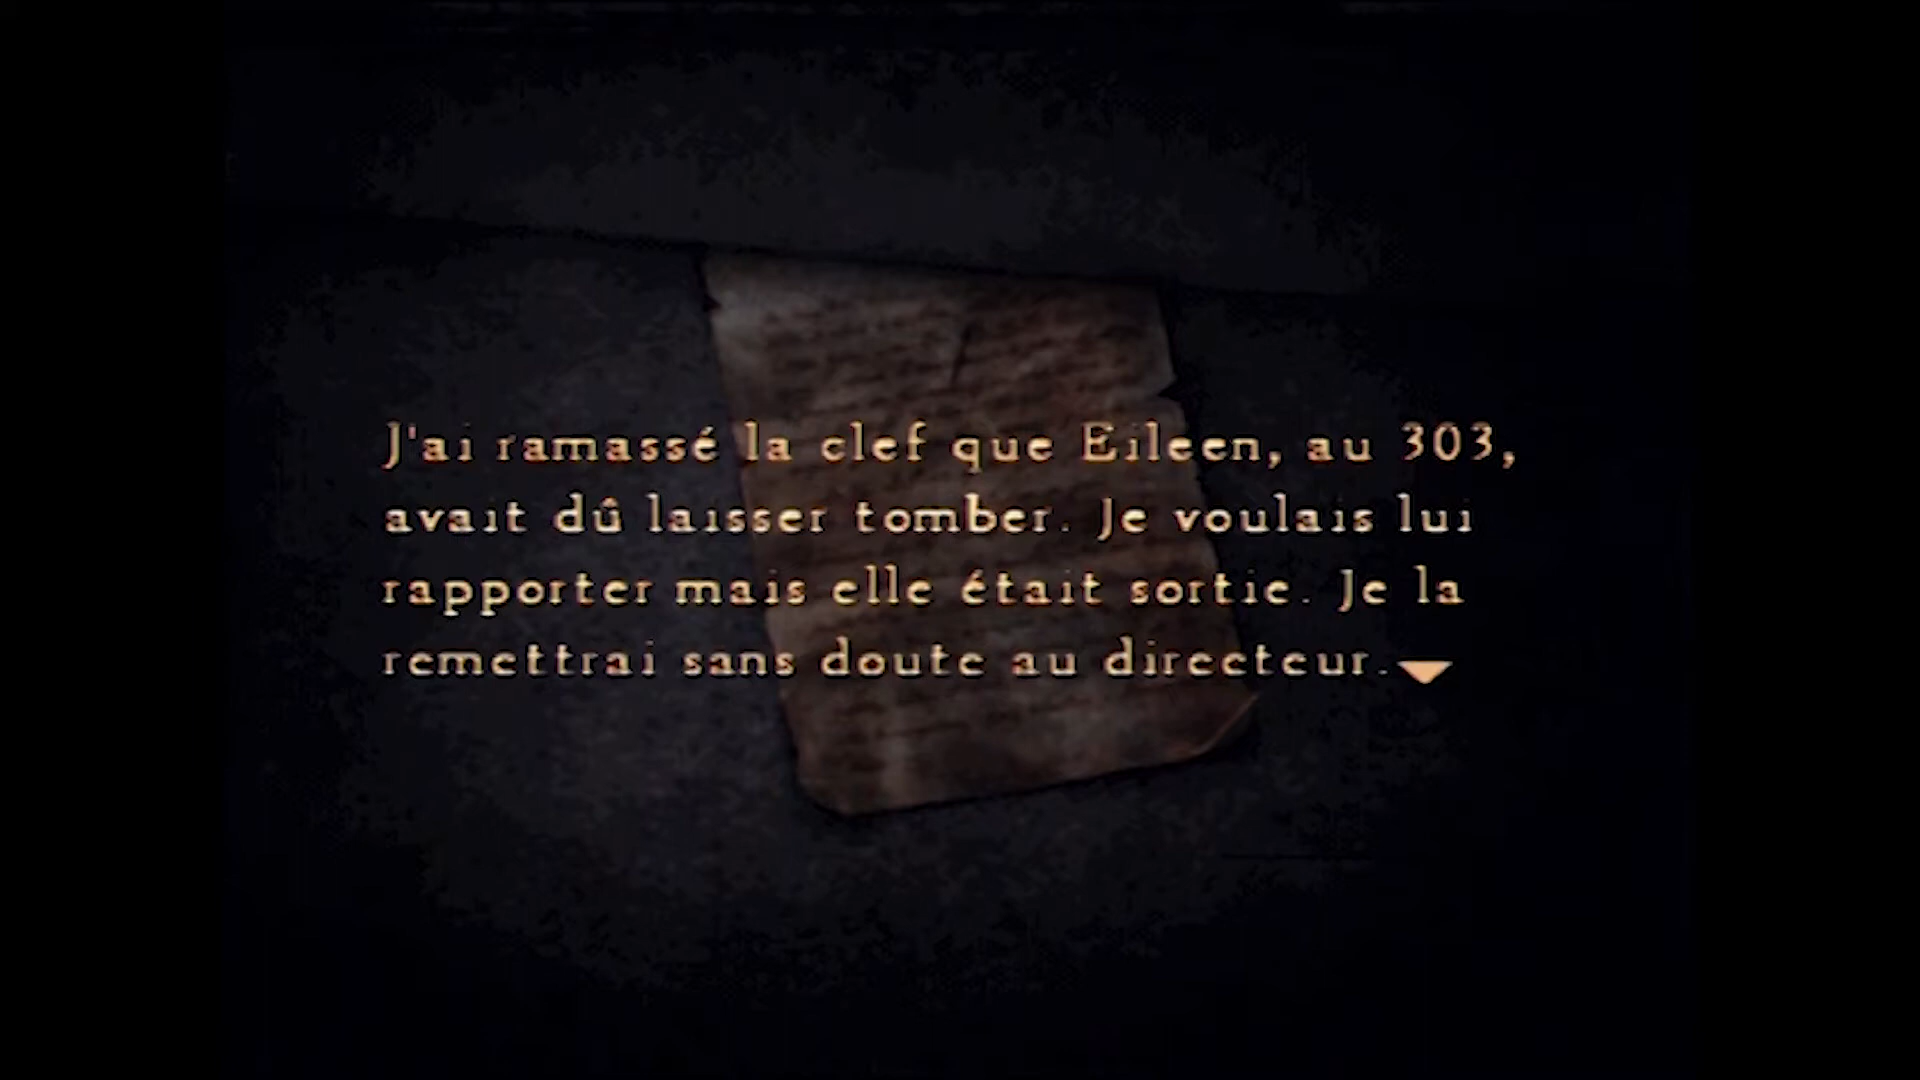 J'ai ramassé la clef que Eileen, au 303,
avait dû laisser tomber. Je voulais lui
rapporter mais elle était sortie. Je la
remettrai sans doute au directeur.